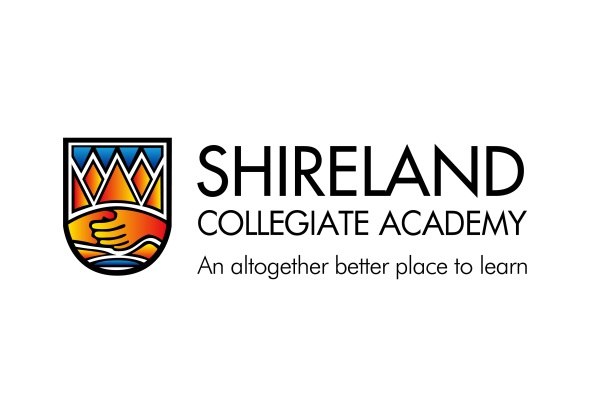 SHIRELAND
COLLEGIATE ACADEMY
An altogether better place to learn